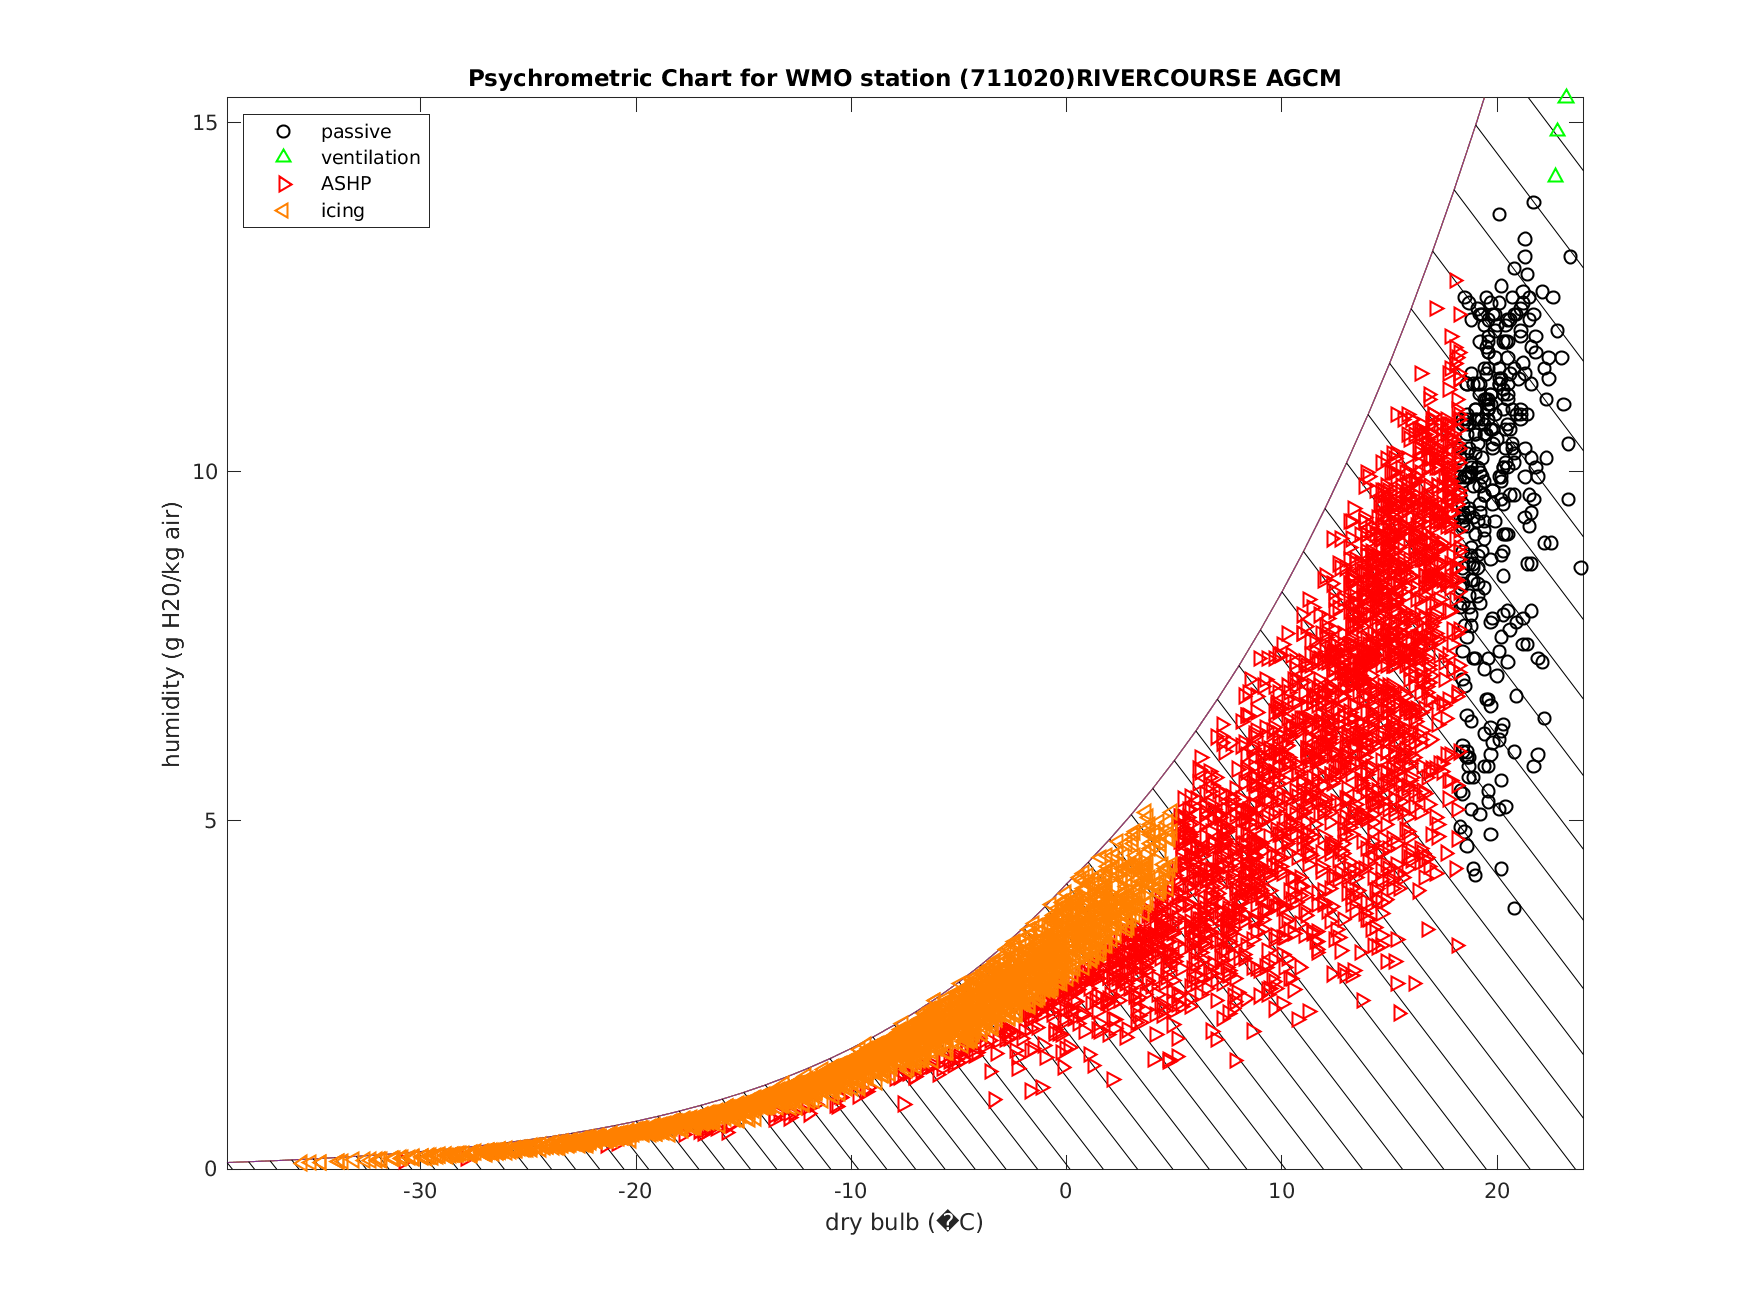 Psychrometric Chart for WMO station (711020)RIVERCOURSE AGCM
passive
ventilation
ASHP
icing
15
10
5
0
humidity (g H20/kg air)
-30 -20 -10 0 10 20
dry bulb (�C)